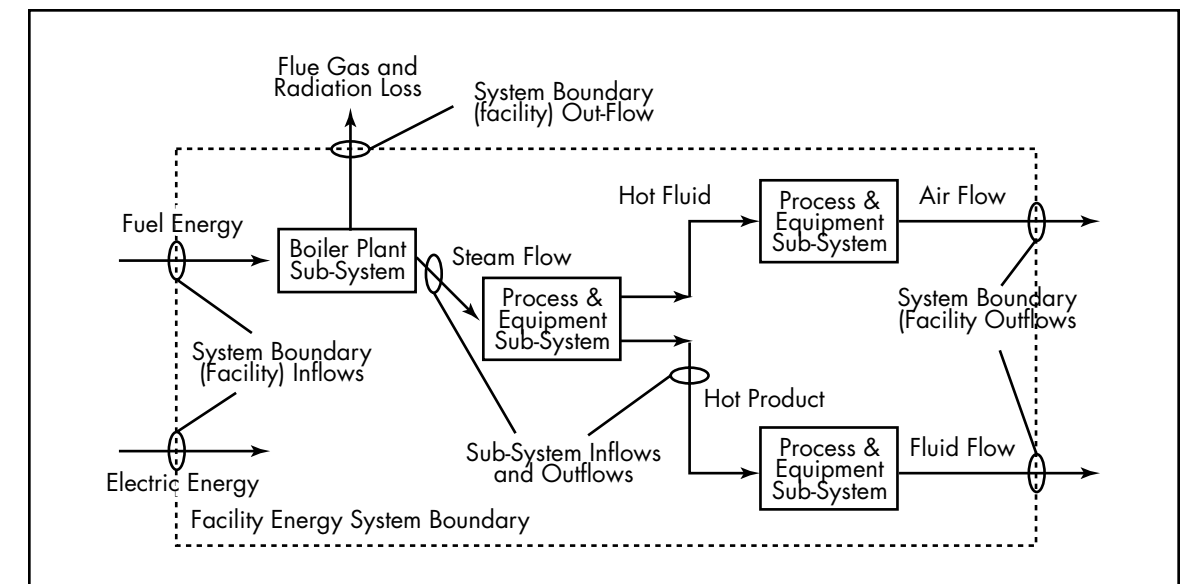 Flue Gas and
Radiation Loss
System Boundary
(facility) Out-Flow
Fuel Energy
Boiler Plant
Sub-System
Steam Flow
Process &
Equipment
Sub-System
Hot Fluid
Process &
Equipment
Sub-System
Air Flow
System Boundary
(Facility Outflows
System Boundary
(Facility) Inflows
Hot Product
Sub-System Inflows
and Outflows
Process &
Equipment
Sub-System
Fluid Flow
Electric Energy
Facility Energy System Boundary